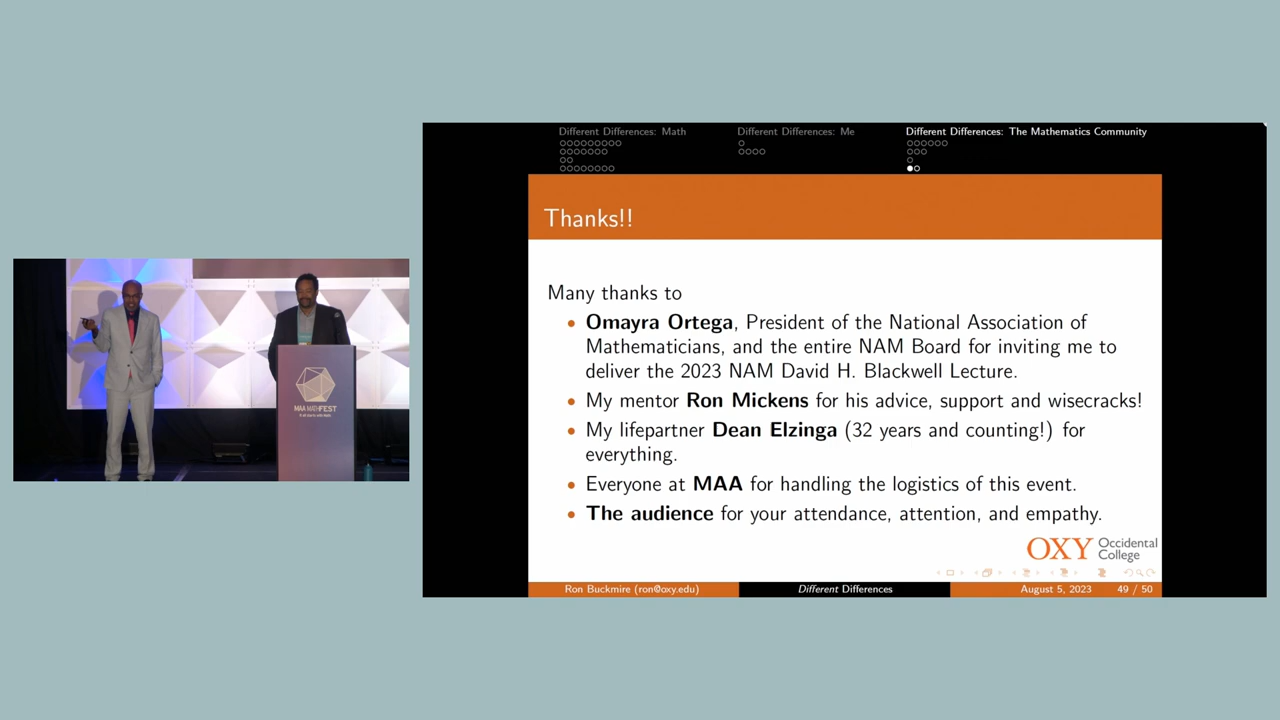 Different Differences: Math
Different Differences: Me
Different Differences: The Mathematics Community
Thanks!!
Many thanks to
• Omayra Ortega, President of the National Association of
Mathematicians, and the entire NAM Board for inviting me to
deliver the 2023 NAM David H. Blackwell Lecture.
• My mentor Ron Mickens for his advice, support and wisecracks!
• My lifepartner Dean Elzinga (32 years and counting!) for
everything.
• Everyone at MAA for handling the logistics of this event.
• The audience for your attendance, attention, and empathy.
OXY Occidental
College
Ron Buckmire (ron@oxy.edu)
Different Differences
August 5, 2023
49 / 50
MAA MATHFEST